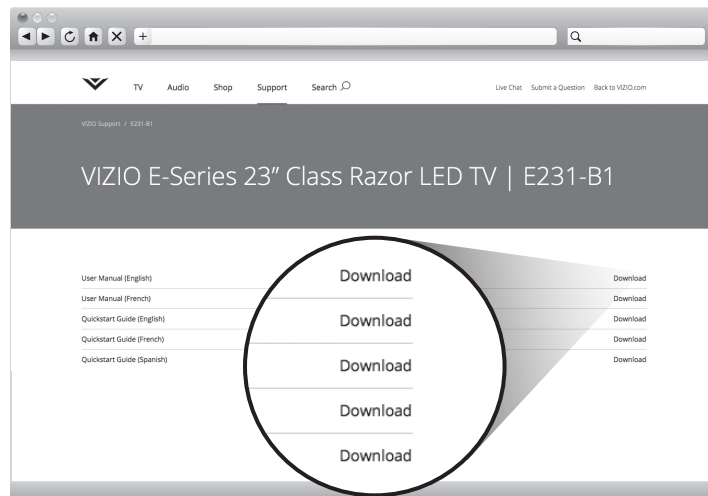 TV Audio Shop Support Search Live Chat Submit a Question Back to VIZIO.com
VIZIO Support / E231-B1
VIZIO E-Series 23" Class Razor LED TV | E231-B1
User Manual (English) Download
User Manual (French) Download
Quickstart Guide (English) Download
Quickstart Guide (French) Download
Quickstart Guide (Spanish) Download
Download
Download
Download
Download
Download